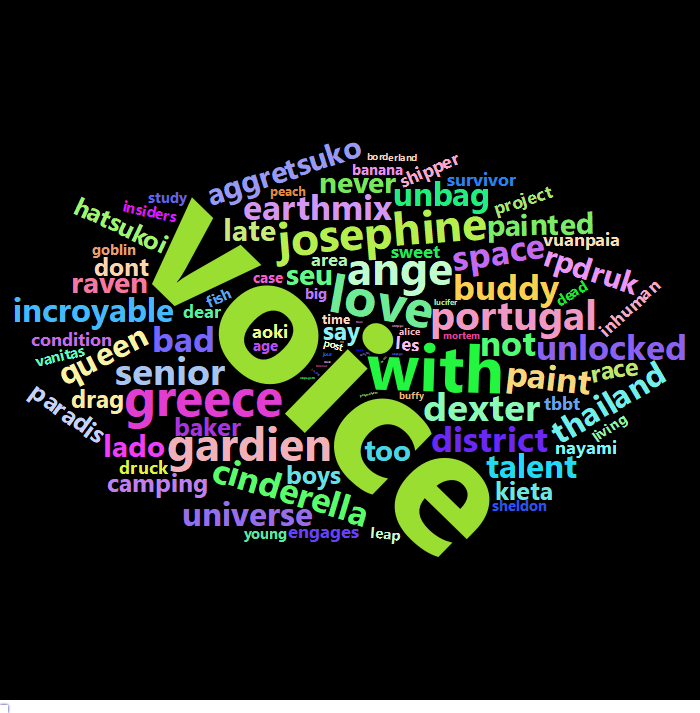 borderland
aggretsuko
banana
shipper
never
survivor
study
peach
unbag
project
insiders
earthmix
hatsukoi
late
josephine
painted
goblin
area
sweet
space
vuanpaia
dont
case
seu
ange
rpdruk
raven
fish
big
love
buddy
dead
inhuman
incroyable
dear
lucifer
portugal
voice
time
aoki
say
alice
condition
bad
mortem
not
unlocked
vanitas
queen
age
post
les
senior
with
paint
race
drag
greece
buffy
dexter
tbbt
thailand
paradis
baker
living
lado
gardien
too
district
nayami
druck
boys
talent
camping
cinderella
kieta
universe
sheldon
young
engages
leap